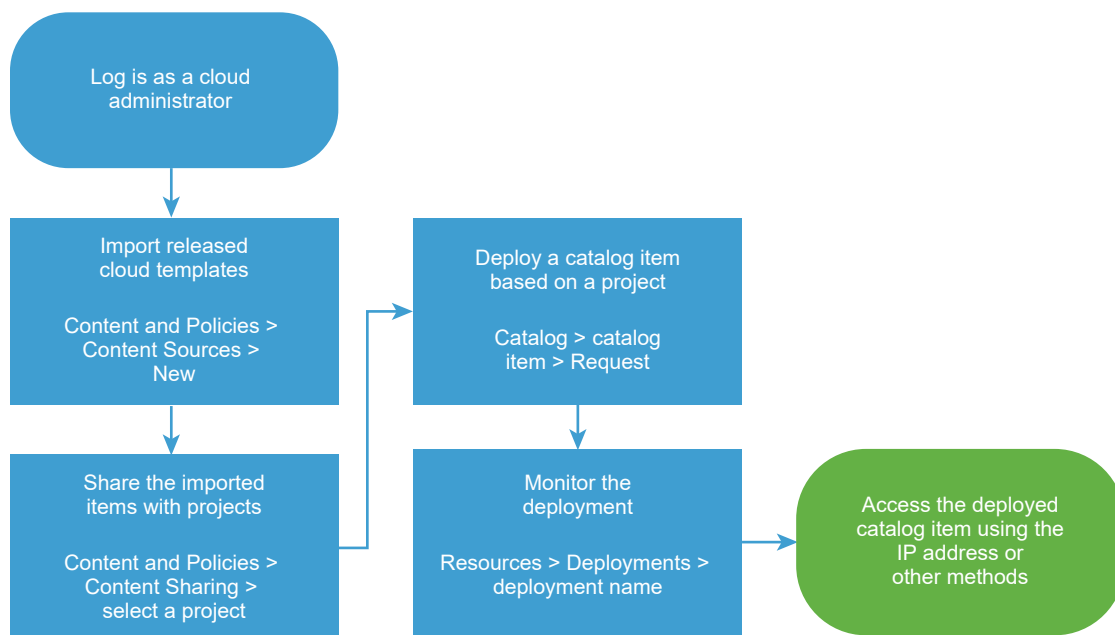 Log is as a cloud
administrator
Import released
cloud templates
Content and Policies >
Content Sources >
New
Share the imported
items with projects
Content and Policies >
Content Sharing >
select a project
Deploy a catalog item
based on a project
Catalog > catalog
item > Request
Monitor the
deployment
Resources > Deployments >
deployment name
Access the deployed
catalog item using the
IP address or
other methods